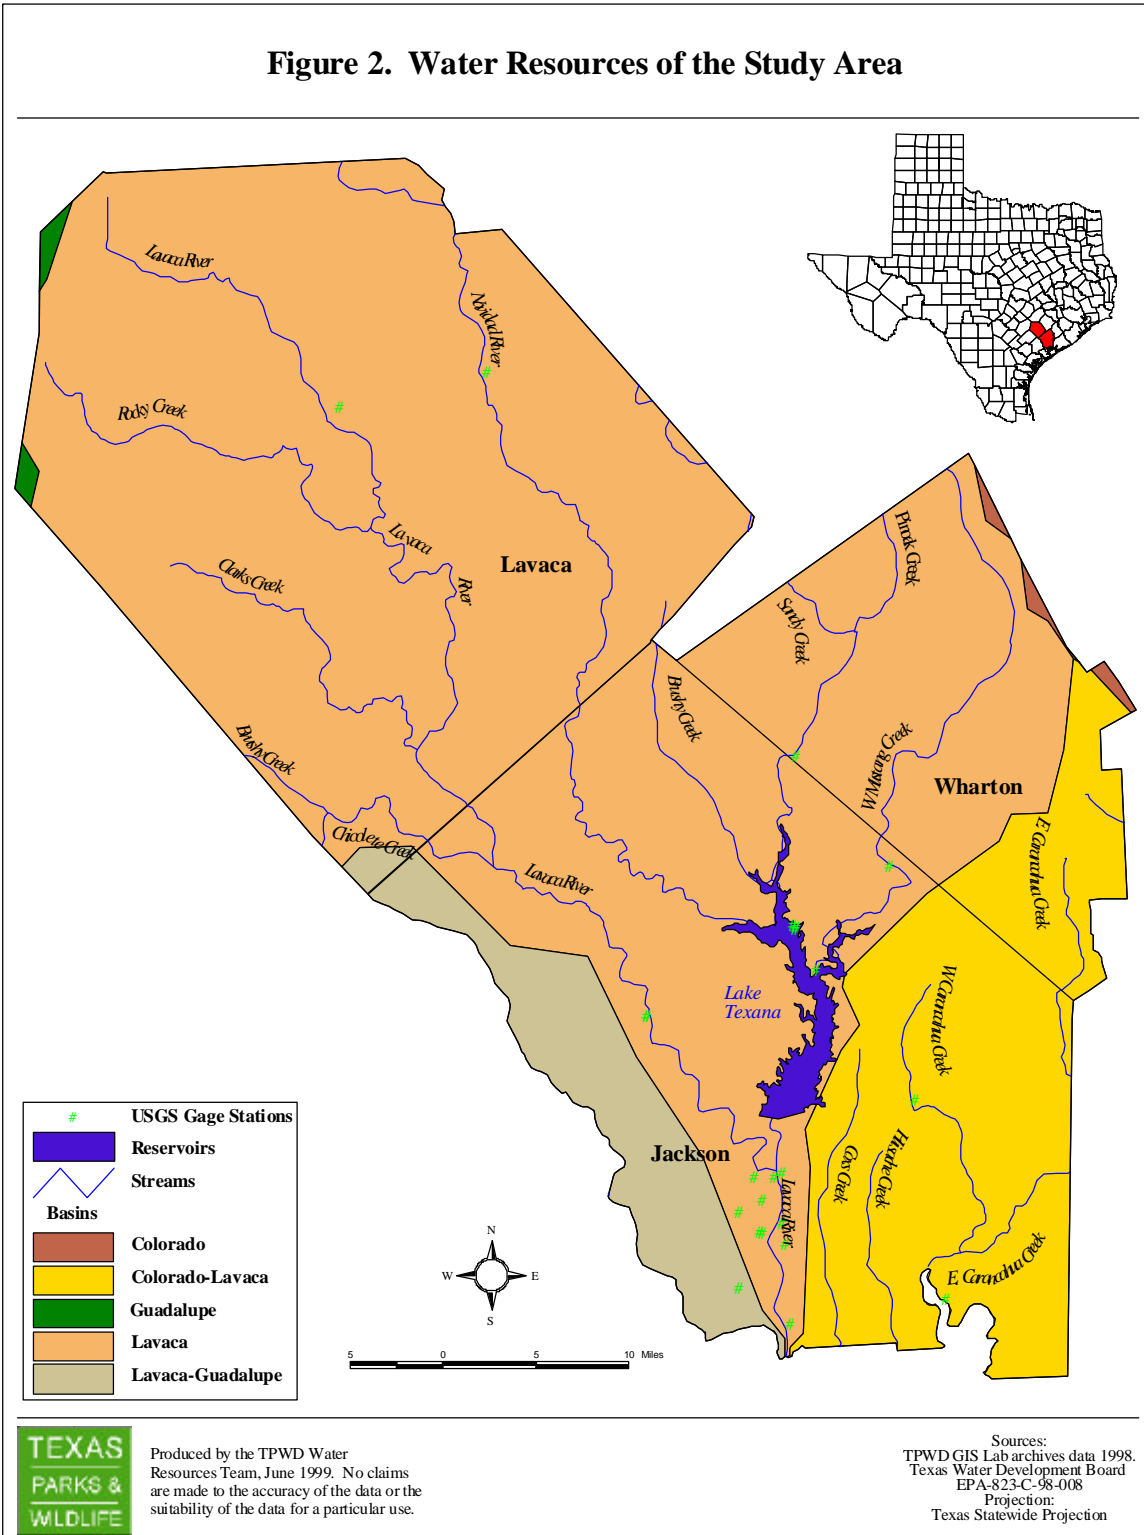 Figure 2. Water Resources of the Study Area
Lavaca River
Navidad River
Rocky Creek
Lavaca
River
Clarks Creek
Lavaca
Pinoak Creek
Sandy Creek
Brushy Creek
W Mustang Creek
Wharton
Brushy Creek
Chicolete Creek
Lavaca River
E. Carancahua Creek
W Carancahua Creek
Lake
Texana
Jackson
Lavaca River
Coxs Creek
E. Carancahua Creek
# USGS Gage Stations
Reservoirs
Streams
Basins
Colorado
Colorado-Lavaca
Guadalupe
Lavaca
Lavaca-Guadalupe
N
W
E
S
5 0 5 10 Miles
TEXAS
PARKS &
WILDLIFE
Produced by the TPWD Water
Resources Team, June 1999. No claims
are made to the accuracy of the data or the
suitability of the data for a particular use.
Sources:
TPWD GIS Lab archives data 1998.
Texas Water Development Board
EPA-823-C-98-008
Projection:
Texas Statewide Projection